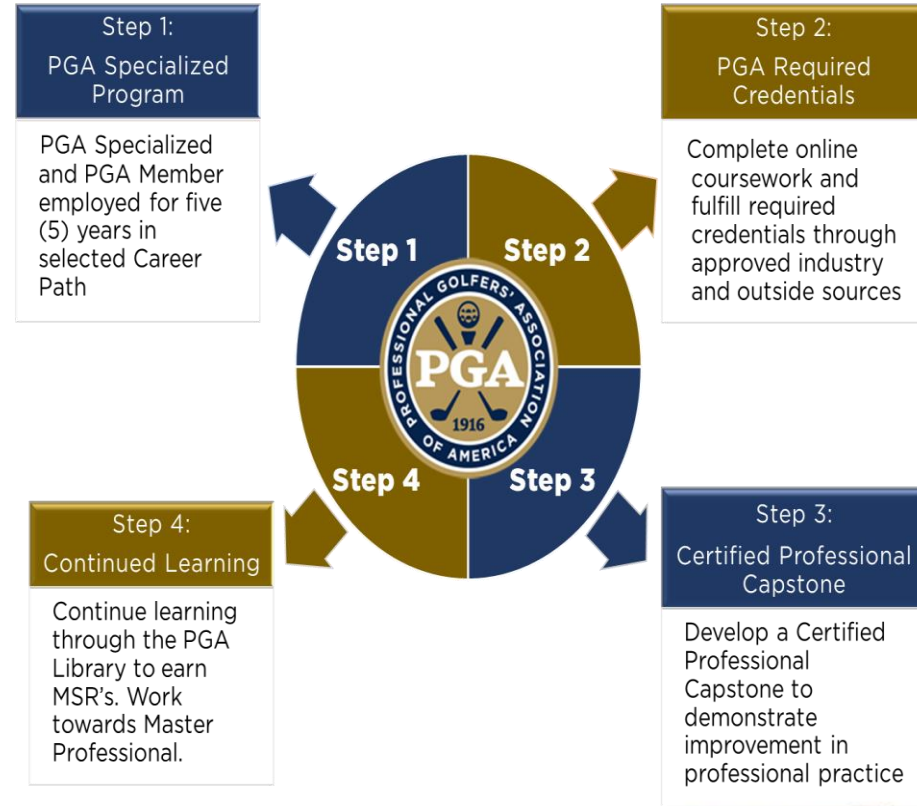 Step 1:
PGA Specialized
Program
PGA Specialized
and PGA Member
employed for five
(5) years in
selected Career
Path
Step 2:
PGA Required
Credentials
Complete online
coursework and
fulfill required
credentials through
approved industry
and outside sources
Step 1
Step 2
PROFESSIONAL GOLFERS' ASSOCIATION
PGA
1916
OF AMERICA
Step 4
Step 3
Step 4:
Continued Learning
Continue learning
through the PGA
Library to earn
MSR's. Work
towards Master
Professional.
Step 3:
Certified Professional
Capstone
Develop a Certified
Professional
Capstone to
demonstrate
improvement in
professional practice